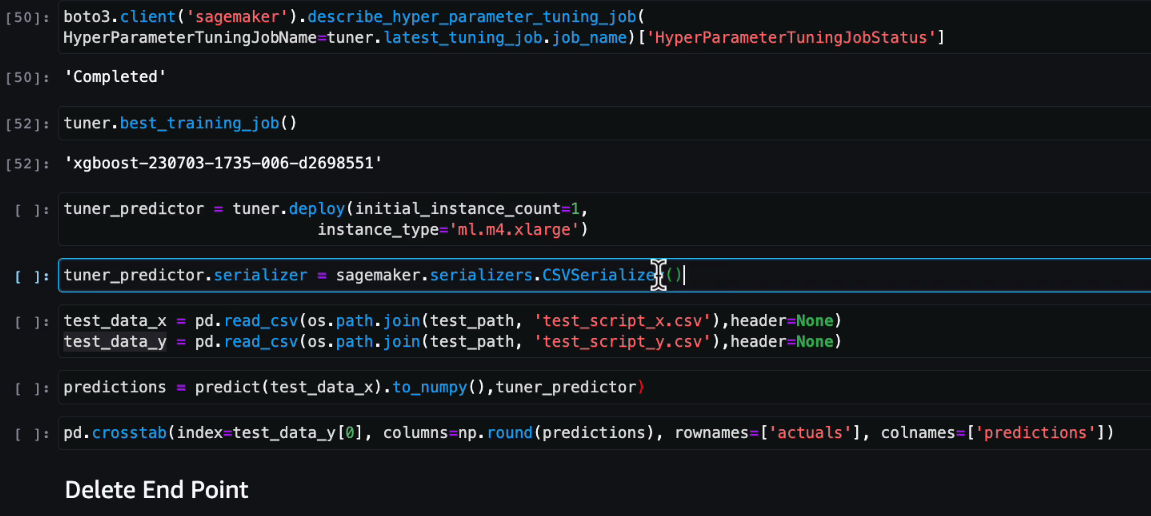 [50]: boto3.client('sagemaker').describe_hyper_parameter_tuning_job(
HyperParameterTuningJobName=tuner.latest_tuning_job.job_name)['HyperParameterTuningJobStatus']
[50]: 'Completed'
[52]: tuner.best_training_job()
[52]: 'xgboost-230703-1735-006-d2698551'
[ ]: tuner_predictor = tuner.deploy(initial_instance_count=1,
instance_type='ml.m4.xlarge')
[ ]: tuner_predictor.serializer = sagemaker.serializers.CSVSerializer()
[ ]: test_data_x = pd.read_csv(os.path.join(test_path, 'test_script_x.csv'),header=None)
test_data_y = pd.read_csv(os.path.join(test_path, 'test_script_y.csv'),header=None)
[ ]: predictions = predict(test_data_x).to_numpy(),tuner_predictor)
[ ]: pd.crosstab(index=test_data_y[0], columns=np.round(predictions), rownames=['actuals'], colnames=['predictions'])
Delete End Point